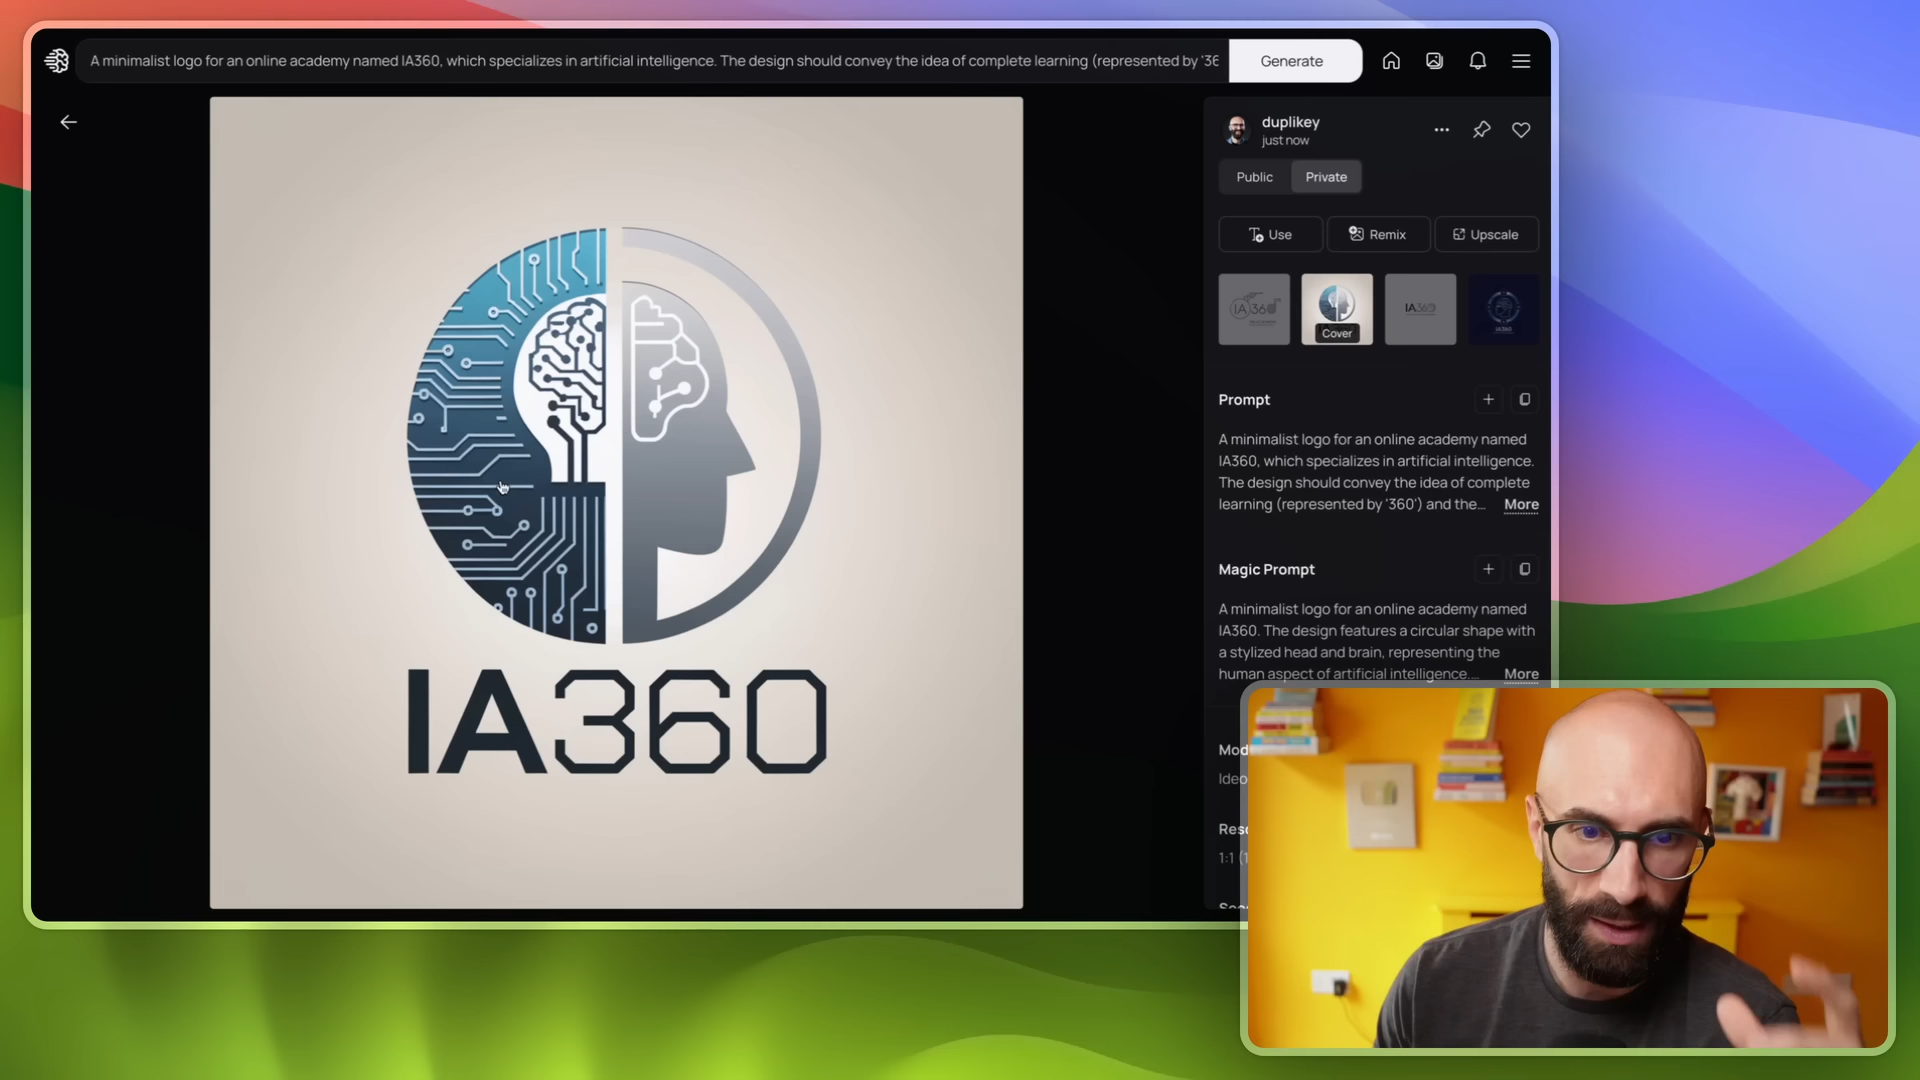 A minimalist logo for an online academy named IA360, which specializes in artificial intelligence. The design should convey the idea of complete learning (represented by '36
Generate
duplikey
just now
Public
Private
Use
Remix
Upscale
IA360
IA360
Cover
Prompt
A minimalist logo for an online academy named
IA360, which specializes in artificial intelligence.
The design should convey the idea of complete
learning (represented by '360') and the...
More
Magic Prompt
A minimalist logo for an online academy named
IA360. The design features a circular shape with
a stylized head and brain, representing the
human aspect of artificial intelligence....
More
IA360